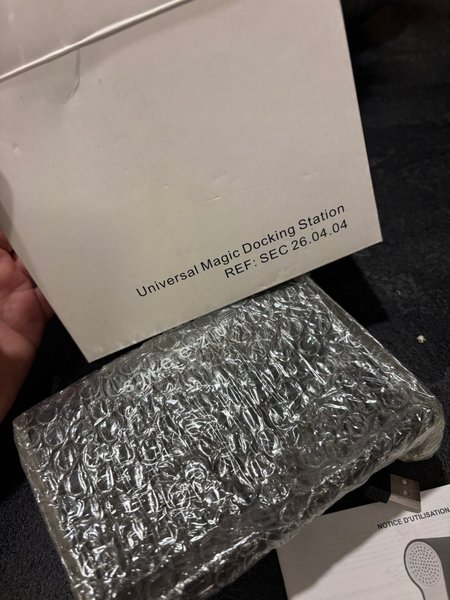 Universal Magic Docking Station
REF: SEC 26.04.04
NOTICE D'UTILISATION